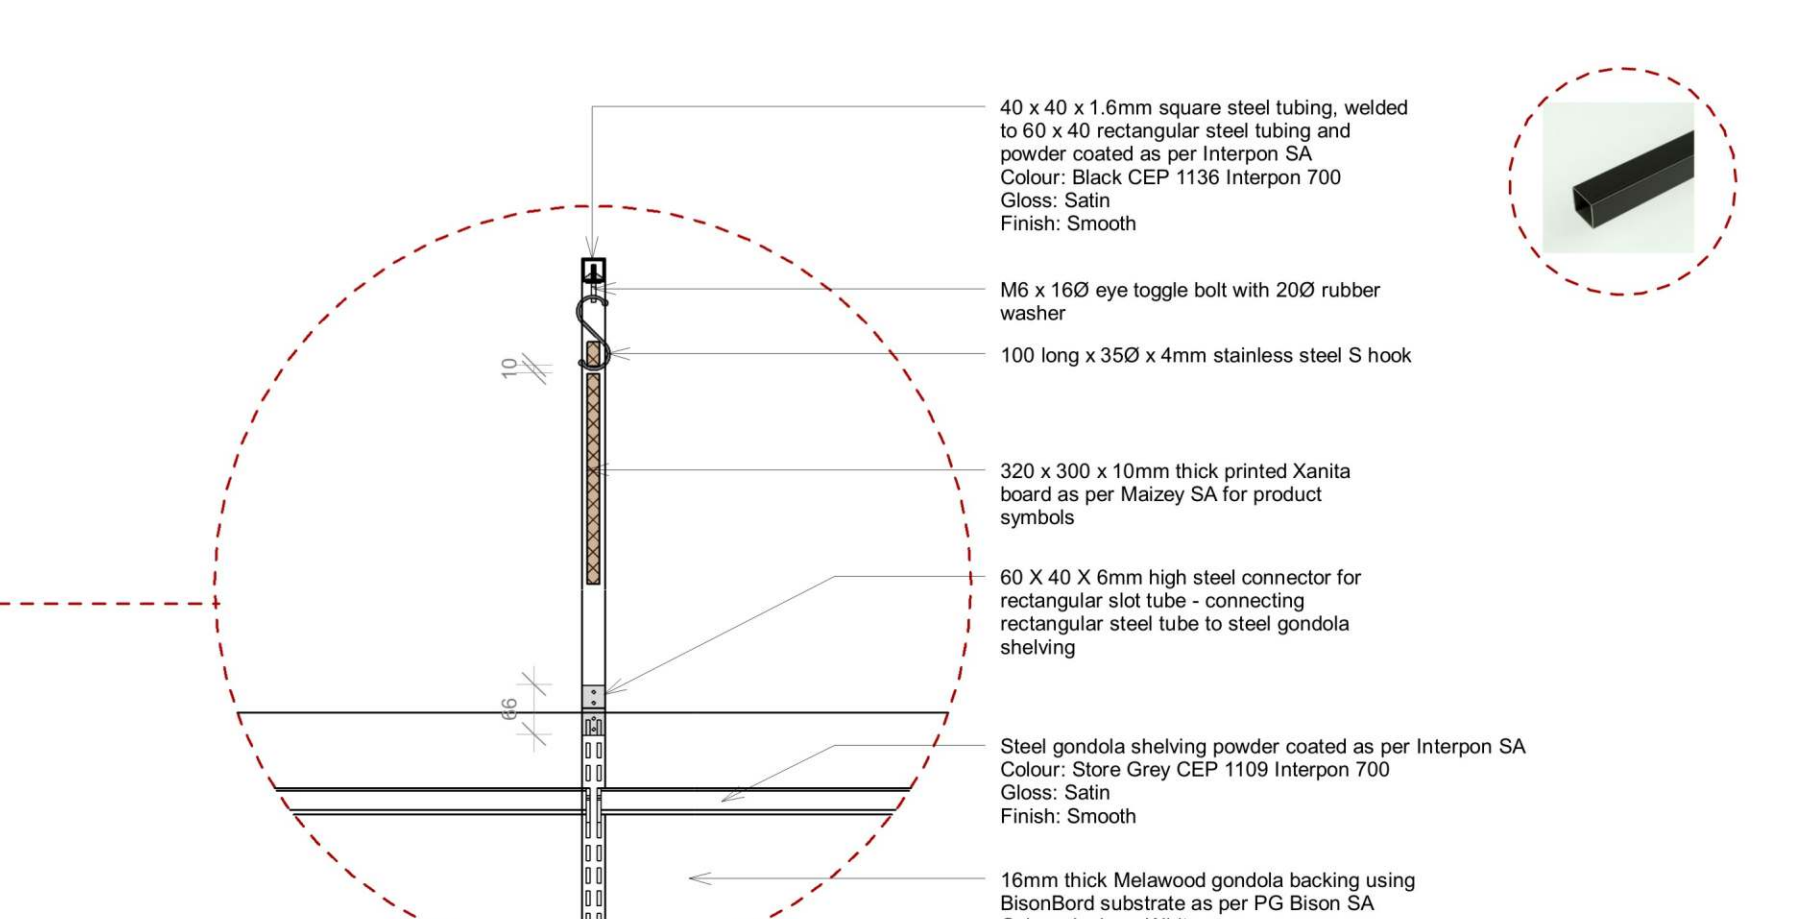 40 x 40 x 1.6mm square steel tubing, welded
to 60 x 40 rectangular steel tubing and
powder coated as per Interpon SA
Colour: Black CEP 1136 Interpon 700
Gloss: Satin
Finish: Smooth
M6 x 16Ø eye toggle bolt with 20Ø rubber
washer
100 long x 35Ø x 4mm stainless steel S hook
10
320 x 300 x 10mm thick printed Xanita
board as per Maizey SA for product
symbols
60 X 40 X 6mm high steel connector for
rectangular slot tube - connecting
rectangular steel tube to steel gondola
shelving
66
Steel gondola shelving powder coated as per Interpon SA
Colour: Store Grey CEP 1109 Interpon 700
Gloss: Satin
Finish: Smooth
16mm thick Melawood gondola backing using
BisonBord substrate as per PG Bison SA